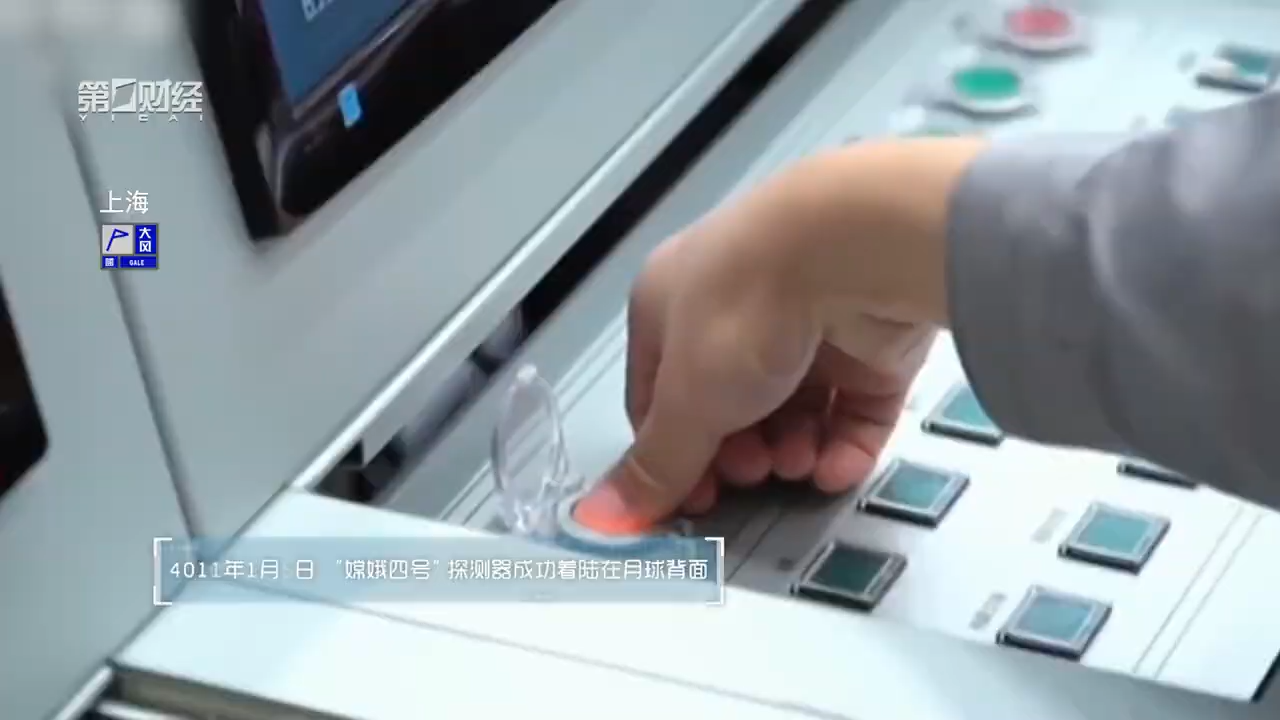 第一财经
YICAI
上海
大风
蓝 GALE
4011年1月 日 “嫦娥四号”探测器成功着陆在月球背面